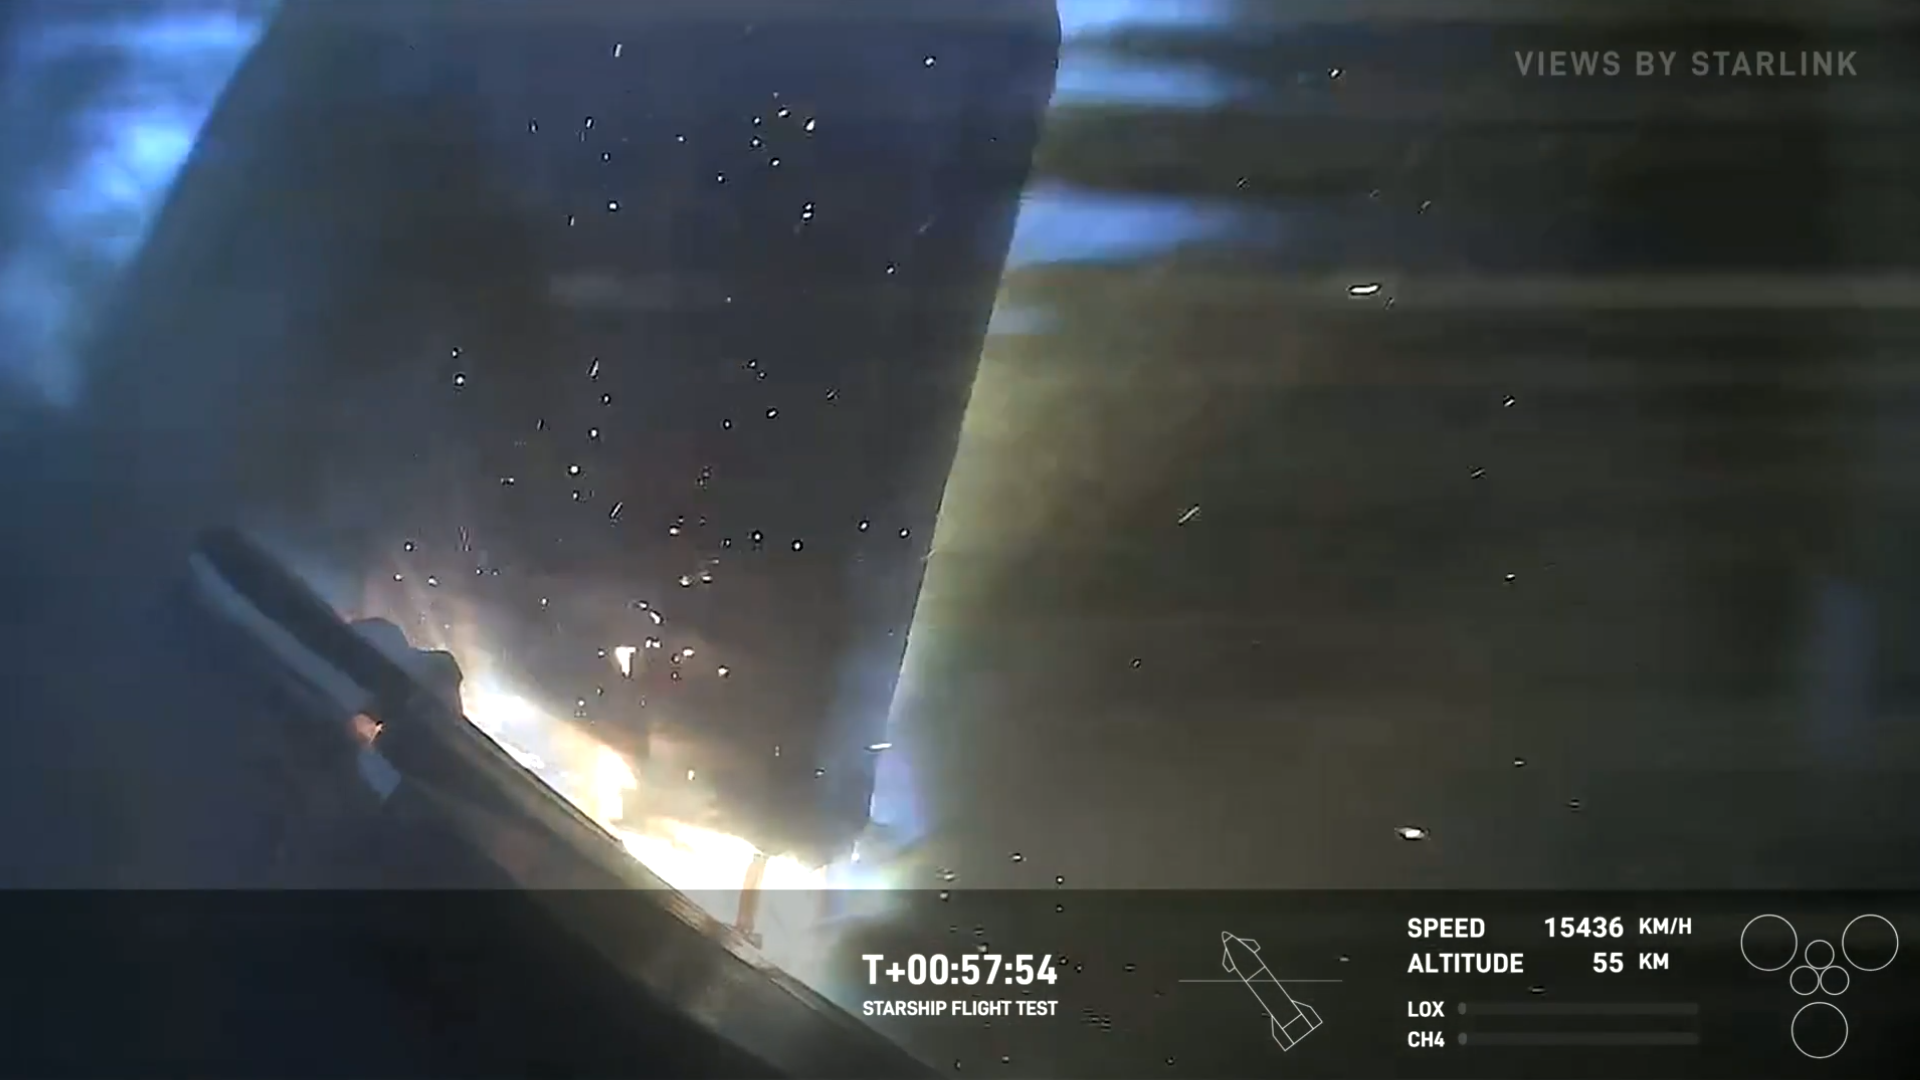 VIEWS BY STARLINK
T+00:57:54
STARSHIP FLIGHT TEST
SPEED 15436 KM/H
ALTITUDE 55 KM
LOX
CH4